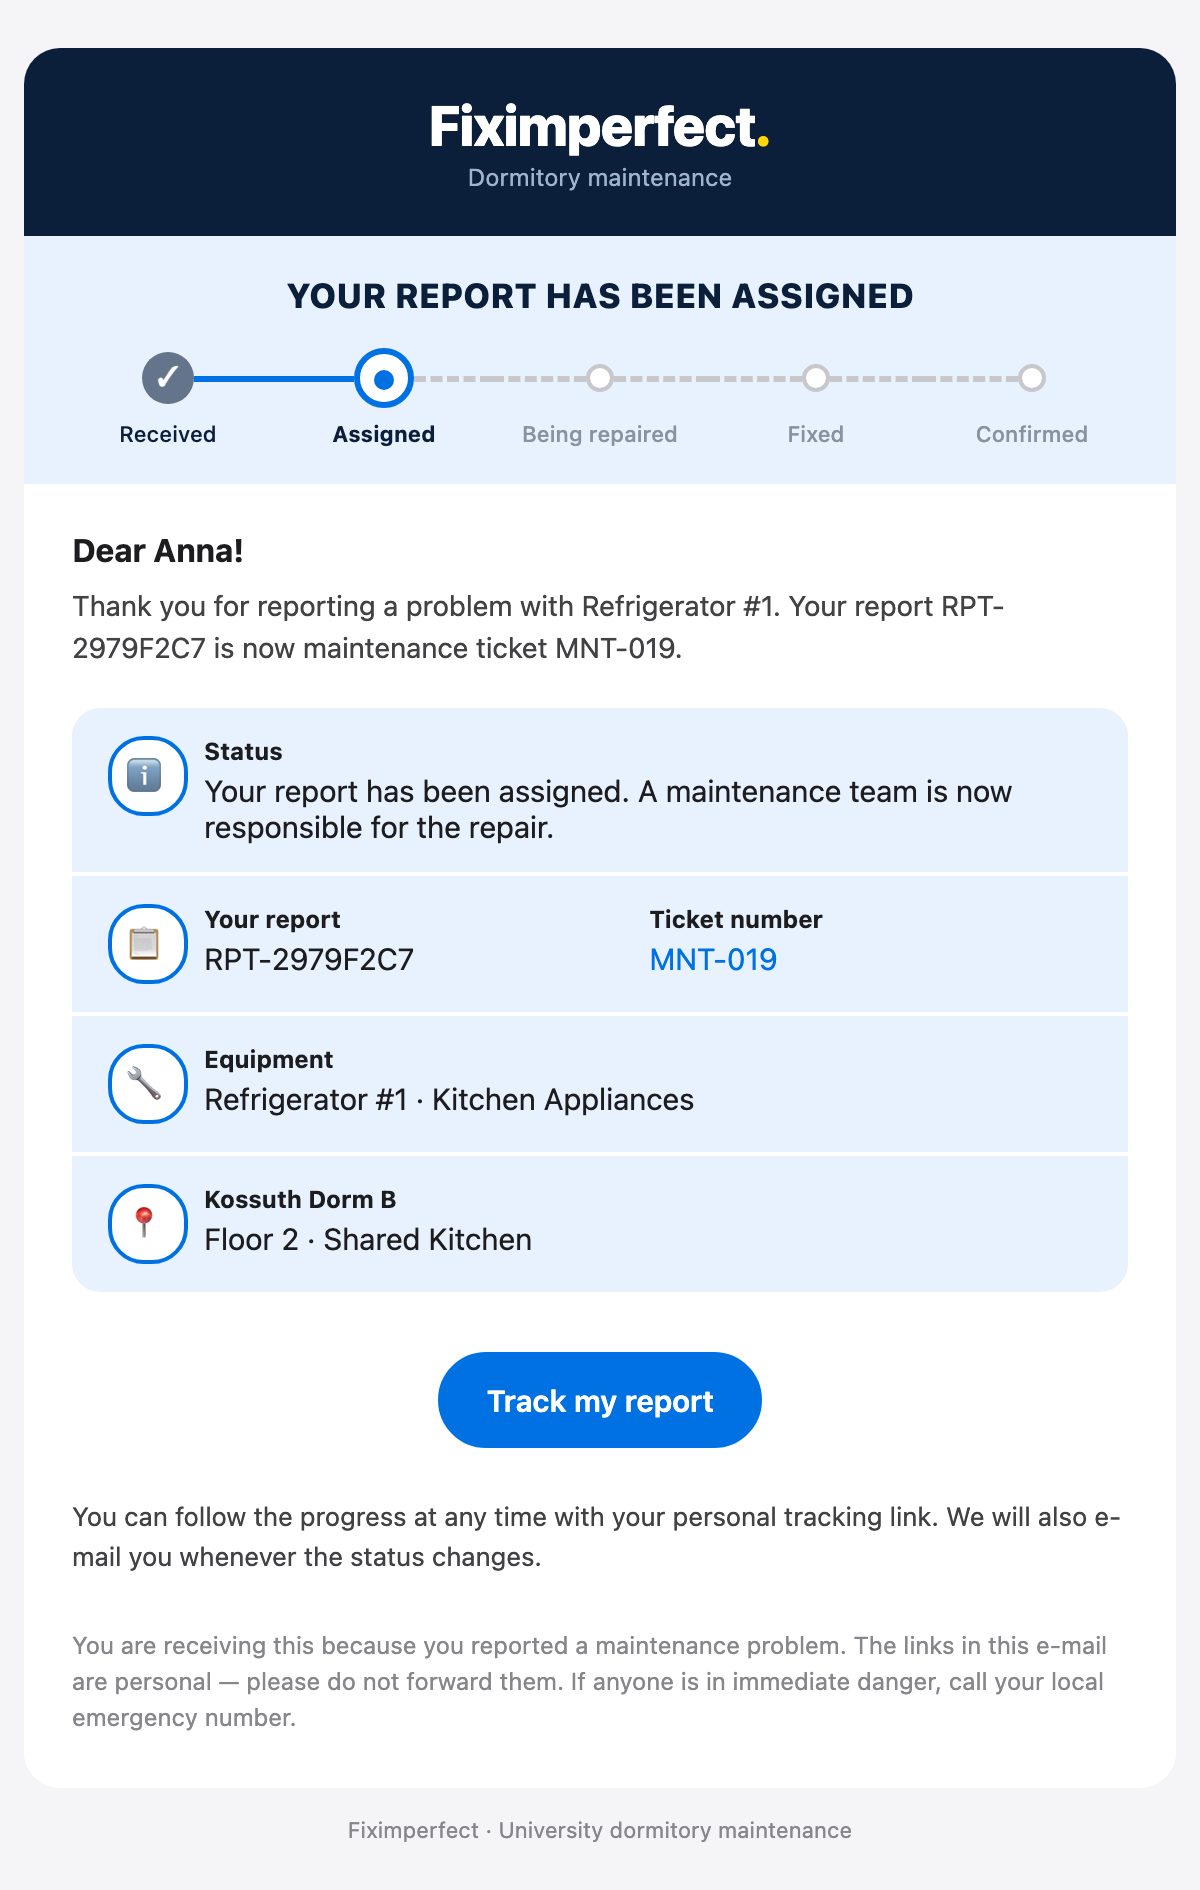 Fiximperfect.
Dormitory maintenance
YOUR REPORT HAS BEEN ASSIGNED
Received
Assigned
Being repaired
Fixed
Confirmed
Dear Anna!
Thank you for reporting a problem with Refrigerator #1. Your report RPT-
2979F2C7 is now maintenance ticket MNT-019.
Status
Your report has been assigned. A maintenance team is now
responsible for the repair.
Your report
RPT-2979F2C7
Ticket number
MNT-019
Equipment
Refrigerator #1 · Kitchen Appliances
Kossuth Dorm B
Floor 2 · Shared Kitchen
Track my report
You can follow the progress at any time with your personal tracking link. We will also e-
mail you whenever the status changes.
You are receiving this because you reported a maintenance problem. The links in this e-mail
are personal — please do not forward them. If anyone is in immediate danger, call your local
emergency number.
Fiximperfect · University dormitory maintenance